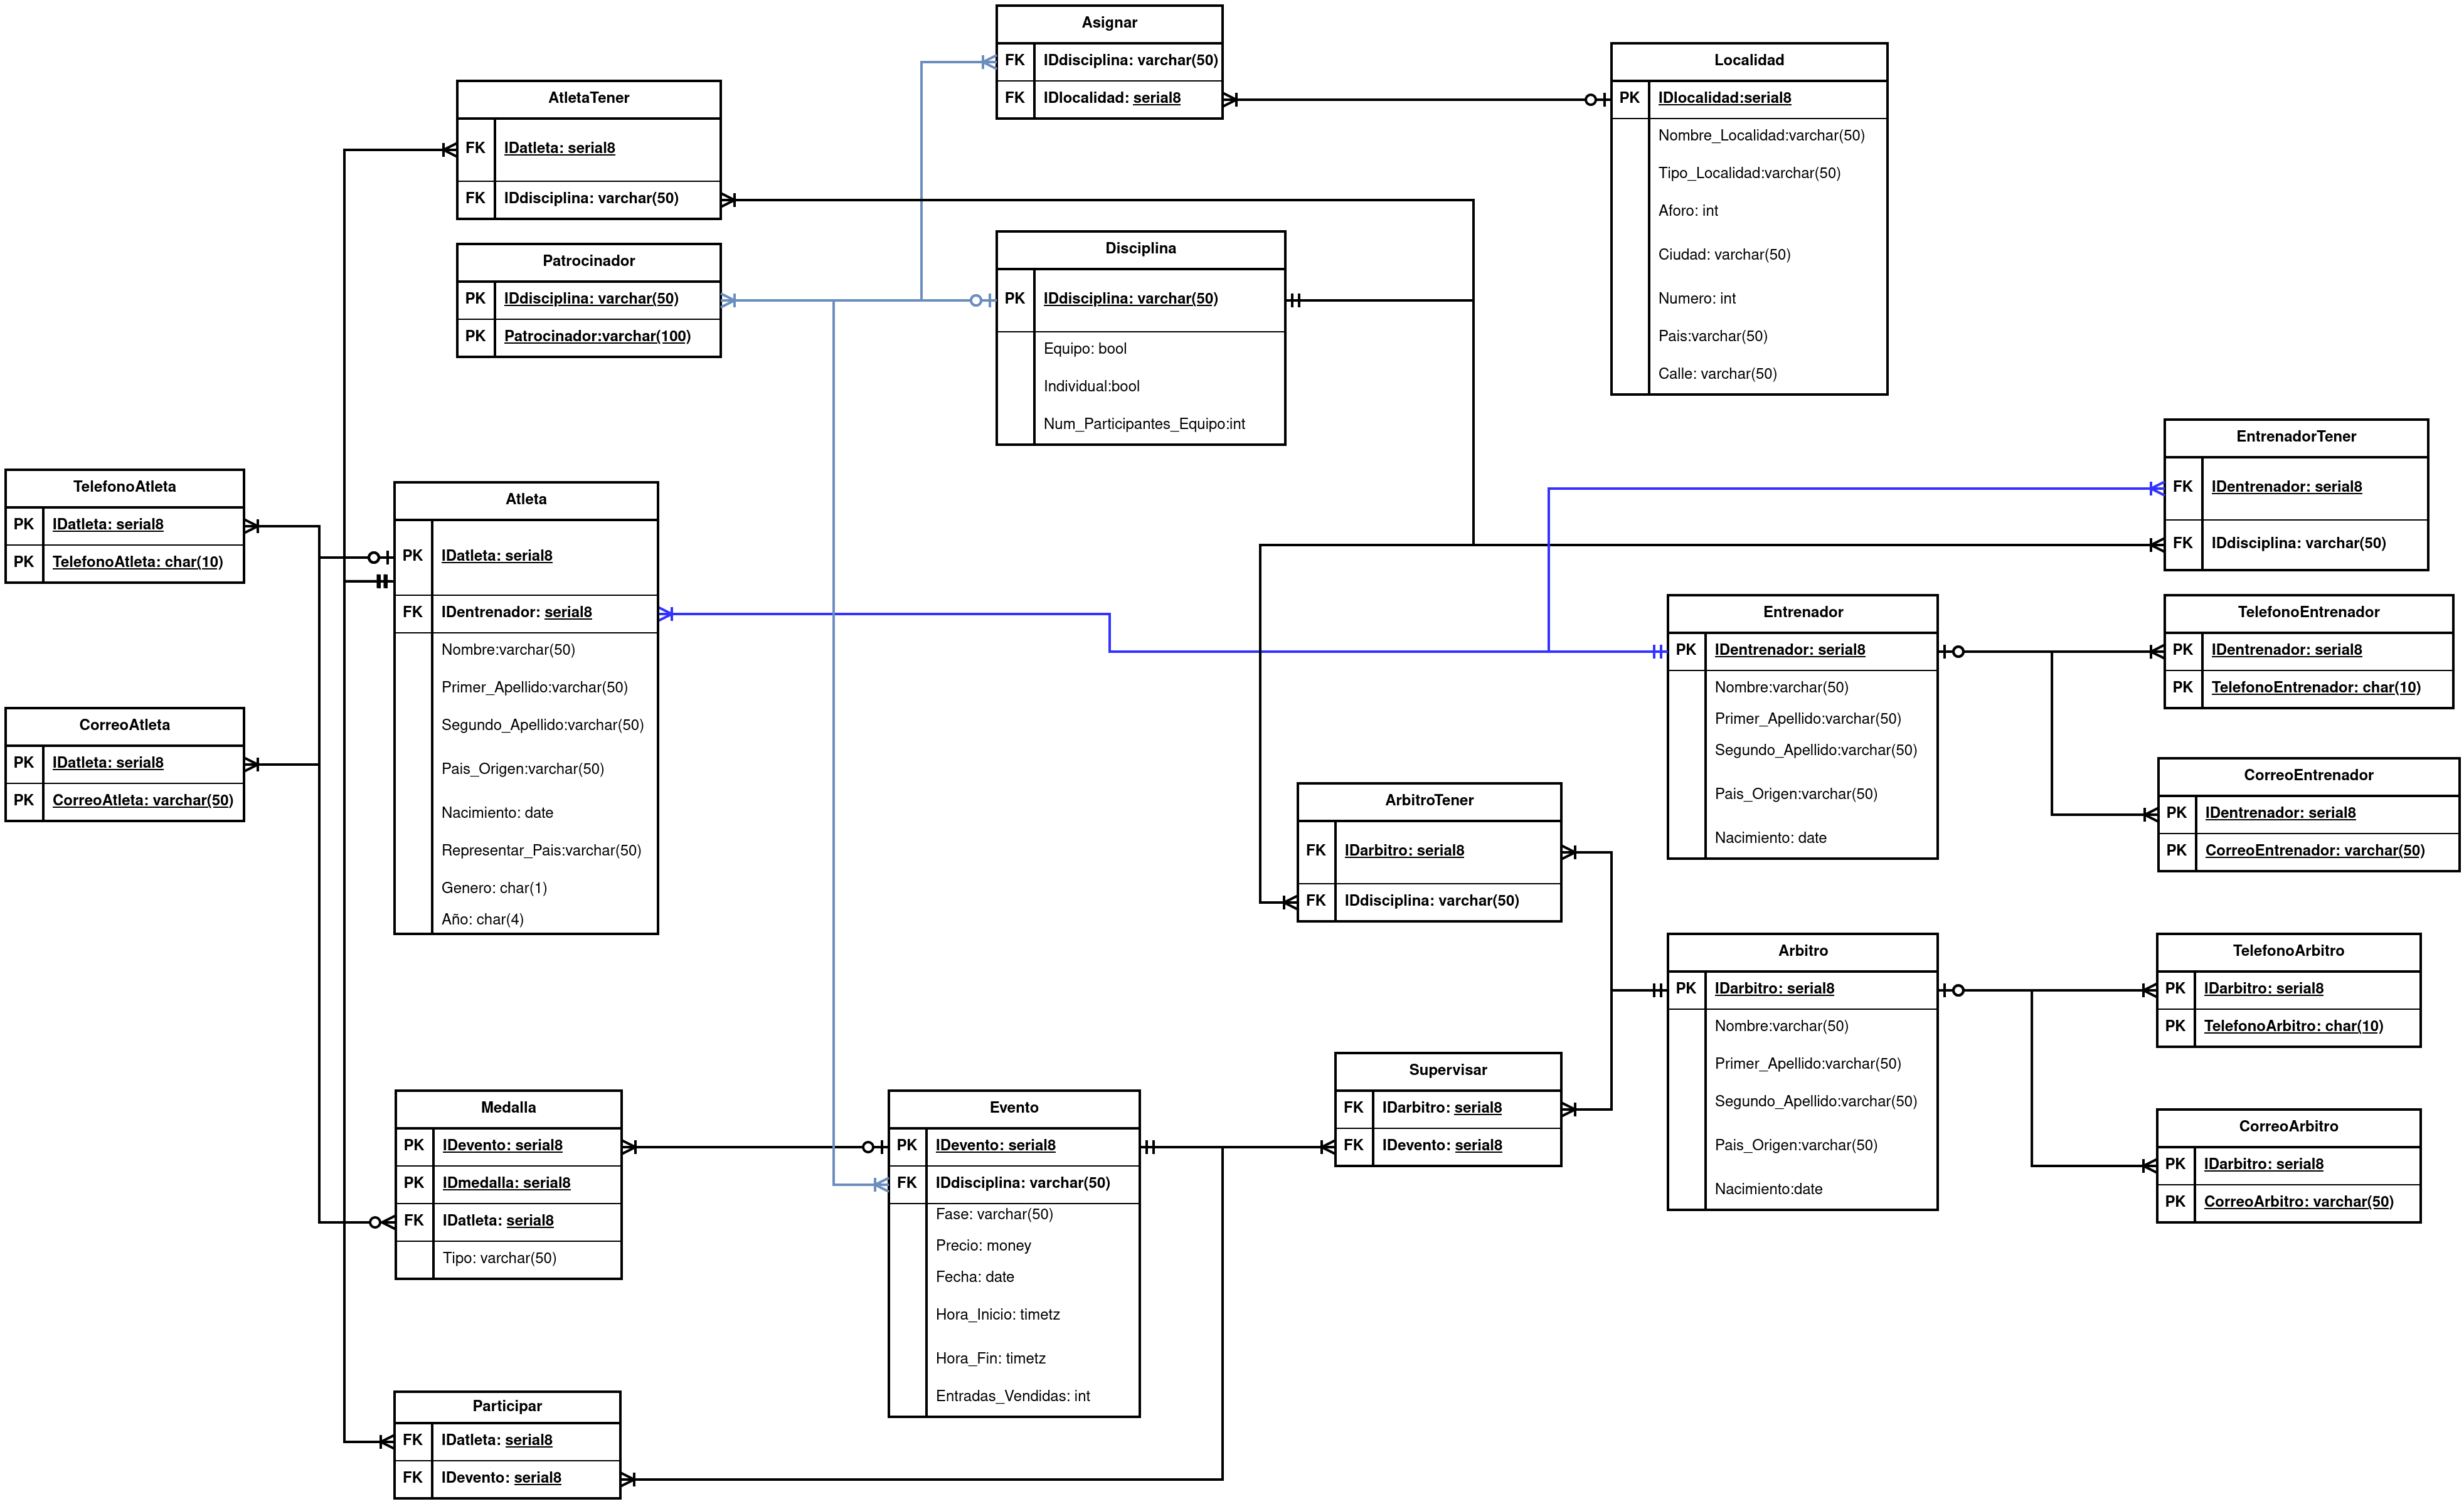 Asignar
FK IDdisciplina: varchar(50)
FK IDlocalidad: serial8
Localidad
PK IDlocalidad:serial8
Nombre_Localidad:varchar(50)
Tipo_Localidad:varchar(50)
Aforo: int
Ciudad: varchar(50)
Numero: int
Pais:varchar(50)
Calle: varchar(50)
AtletaTener
FK IDatleta: serial8
FK IDdisciplina: varchar(50)
Patrocinador
PK IDdisciplina: varchar(50)
PK Patrocinador:varchar(100)
Disciplina
PK IDdisciplina: varchar(50)
Equipo: bool
Individual:bool
Num_Participantes_Equipo:int
EntrenadorTener
FK IDentrenador: serial8
FK IDdisciplina: varchar(50)
TelefonoAtleta
PK IDatleta: serial8
PK TelefonoAtleta: char(10)
Atleta
PK IDatleta: serial8
FK IDentrenador: serial8
Nombre:varchar(50)
Primer_Apellido:varchar(50)
Segundo_Apellido:varchar(50)
Pais_Origen:varchar(50)
Nacimiento: date
Representar_Pais:varchar(50)
Genero: char(1)
Año: char(4)
Entrenador
PK IDentrenador: serial8
Nombre:varchar(50)
Primer_Apellido:varchar(50)
Segundo_Apellido:varchar(50)
Pais_Origen:varchar(50)
Nacimiento: date
TelefonoEntrenador
PK IDentrenador: serial8
PK TelefonoEntrenador: char(10)
CorreoAtleta
PK IDatleta: serial8
PK CorreoAtleta: varchar(50)
CorreoEntrenador
PK IDentrenador: serial8
PK CorreoEntrenador: varchar(50)
ArbitroTener
FK IDarbitro: serial8
FK IDdisciplina: varchar(50)
Arbitro
PK IDarbitro: serial8
Nombre:varchar(50)
Primer_Apellido:varchar(50)
Segundo_Apellido:varchar(50)
Pais_Origen:varchar(50)
Nacimiento:date
TelefonoArbitro
PK IDarbitro: serial8
PK TelefonoArbitro: char(10)
CorreoArbitro
PK IDarbitro: serial8
PK CorreoArbitro: varchar(50)
Supervisar
FK IDarbitro: serial8
FK IDevento: serial8
Medalla
PK IDevento: serial8
PK IDmedalla: serial8
FK IDatleta: serial8
Tipo: varchar(50)
Evento
PK IDevento: serial8
FK IDdisciplina: varchar(50)
Fase: varchar(50)
Precio: money
Fecha: date
Hora_Inicio: timetz
Hora_Fin: timetz
Entradas_Vendidas: int
Participar
FK IDatleta: serial8
FK IDevento: serial8